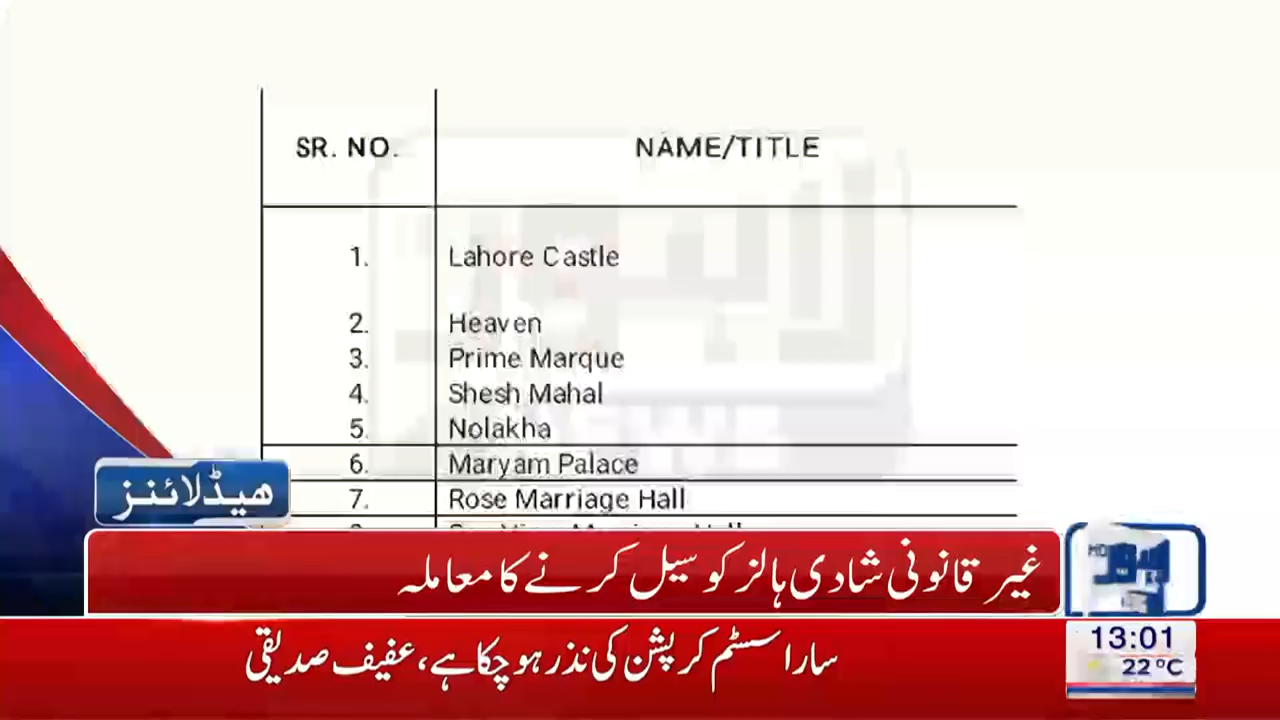 SR. NO. NAME/TITLE
1. Lahore Castle
2. Heaven
3. Prime Marque
4. Shesh Mahal
5. Nolakha
6. Maryam Palace
7. Rose Marriage Hall
ھیڈلائنز
غیر قانونی شادی ہالز کو سیل کرنے کا معاملہ
سارا سسٹم کرپشن کی نذر ہو چکا ہے، عفیف صدیقی
13:01
22°C